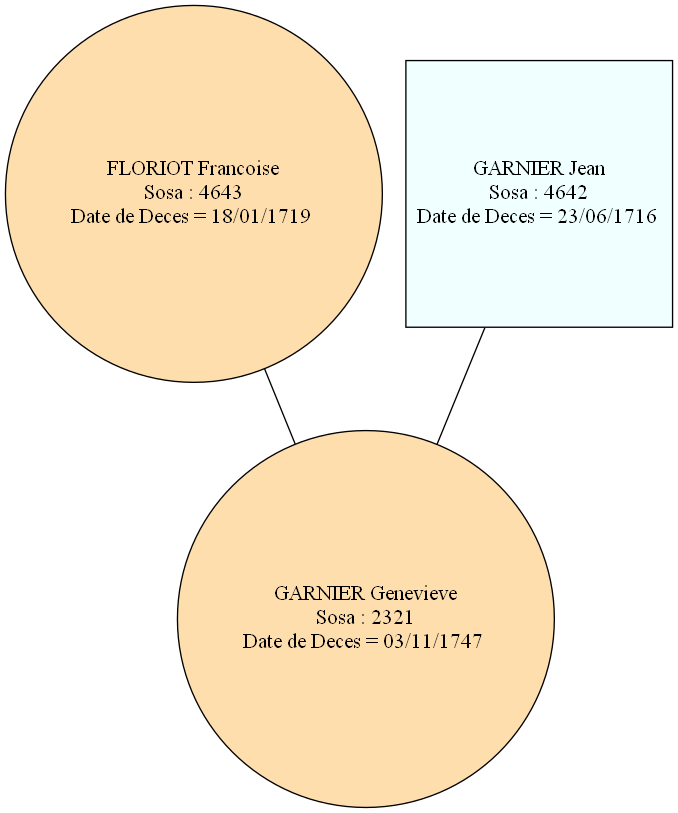 FLORIOT Francoise
Sosa : 4643
Date de Deces = 18/01/1719
GARNIER Jean
Sosa : 4642
Date de Deces = 23/06/1716
GARNIER Genevieve
Sosa : 2321
Date de Deces = 03/11/1747